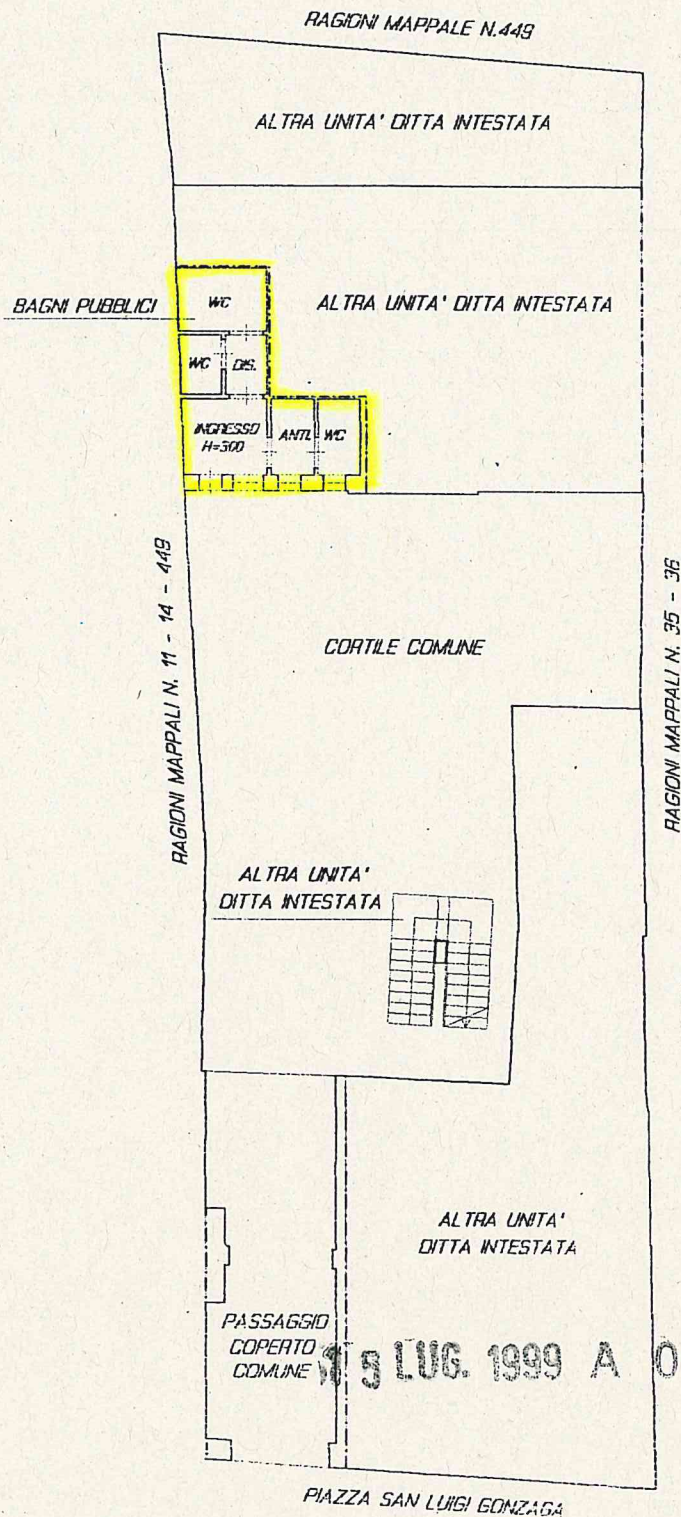 RAGIONI MAPPALE N.449
ALTRA UNITA' DITTA INTESTATA
BAGNI PUBBLICI
WC
ALTRA UNITA' DITTA INTESTATA
WC
DIS.
INGRESSO
H=300
ANTI.
WC
RAGIONI MAPPALI N. 11 - 14 - 449
CORTILE COMUNE
RAGIONI MAPPALI N. 35 - 36
ALTRA UNITA'
DITTA INTESTATA
ALTRA UNITA'
DITTA INTESTATA
PASSAGGIO
COPERTO
COMUNE
9 LUG. 1999 A 0
PIAZZA SAN LUIGI GONZAGA